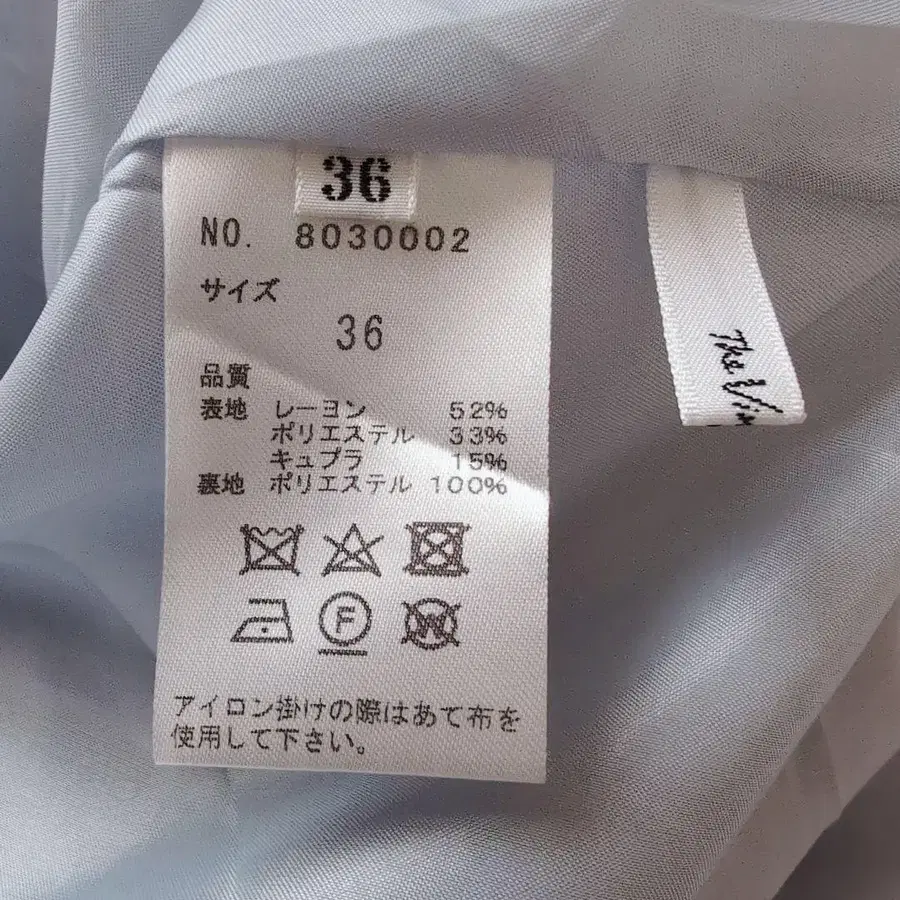 36
NO. 8030002
サイズ
36
品質
表地 レーヨン 52%
ポリエステル 33%
キュプラ 15%
裏地 ポリエステル 100%
F
W
アイロン掛けの際はあて布を
使用して下さい。
The